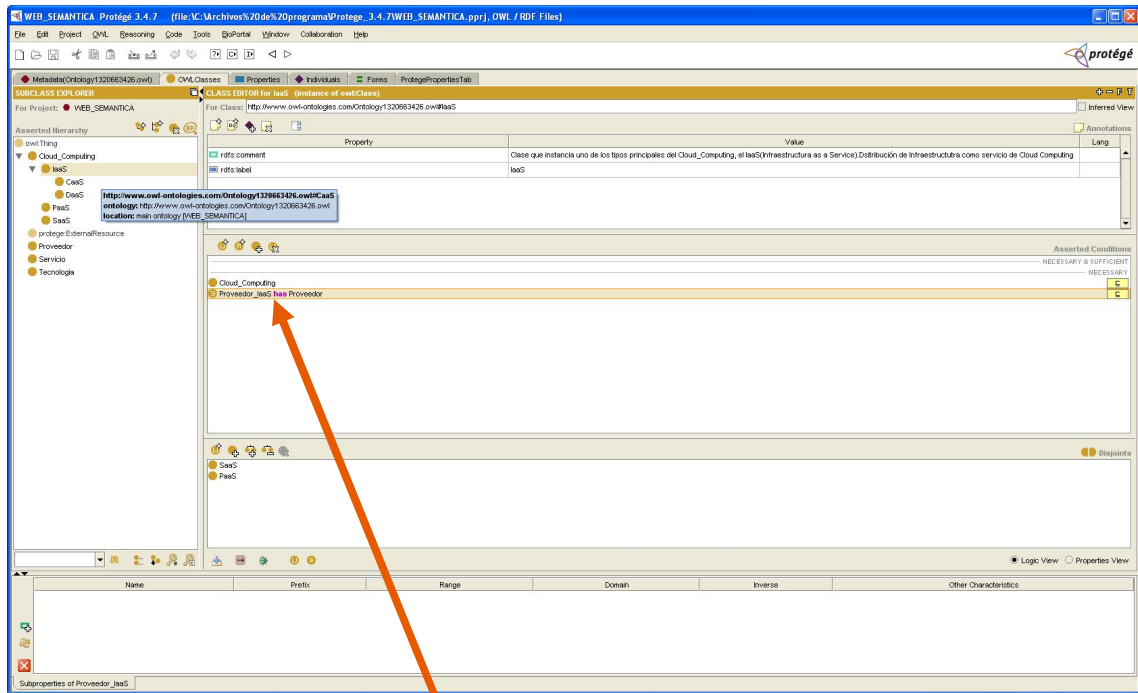 WEB_SEMANTICA Protégé 3.4.7 (file:\C:\Archivos%20de%20programa\Protege_3.4.7\WEB_SEMANTICA.pprj, OWL / RDF Files)
File Edit Project OWL Reasoning Code Tools BioPortal Window Collaboration Help
protégé
Metadata(Ontology1320663426.owl) OWLClasses Properties Individuals Forms ProtegePropertiesTab
SUBCLASS EXPLORER
For Project: WEB_SEMANTICA
Asserted Hierarchy
owl:Thing
Cloud_Computing
IaaS
CaaS
DaaS
PaaS
SaaS
protege:ExternalResource
Proveedor
Servicio
Tecnologia
http://www.owl-ontologies.com/Ontology1320663426.owl#CaaS
ontology: http://www.owl-ontologies.com/Ontology1320663426.owl
location: main ontology [WEB_SEMANTICA]
CLASS EDITOR for IaaS (instance of owl:Class)
For Class: http://www.owl-ontologies.com/Ontology1320663426.owl#IaaS
Inferred View
Annotations
Property Value Lang
rdfs:comment Clase que instancia uno de los tipos principales del Cloud_Computing, el IaaS(Infraestructura as a Service).Dsitribución de Infraestructutra como servicio de Cloud Computing
rdfs:label IaaS
Asserted Conditions
NECESSARY & SUFFICIENT
NECESSARY
Cloud_Computing
Proveedor_IaaS has Proveedor
Disjoints
SaaS
PaaS
Logic View Properties View
Name Prefix Range Domain Inverse Other Characteristics
Subproperties of Proveedor_IaaS